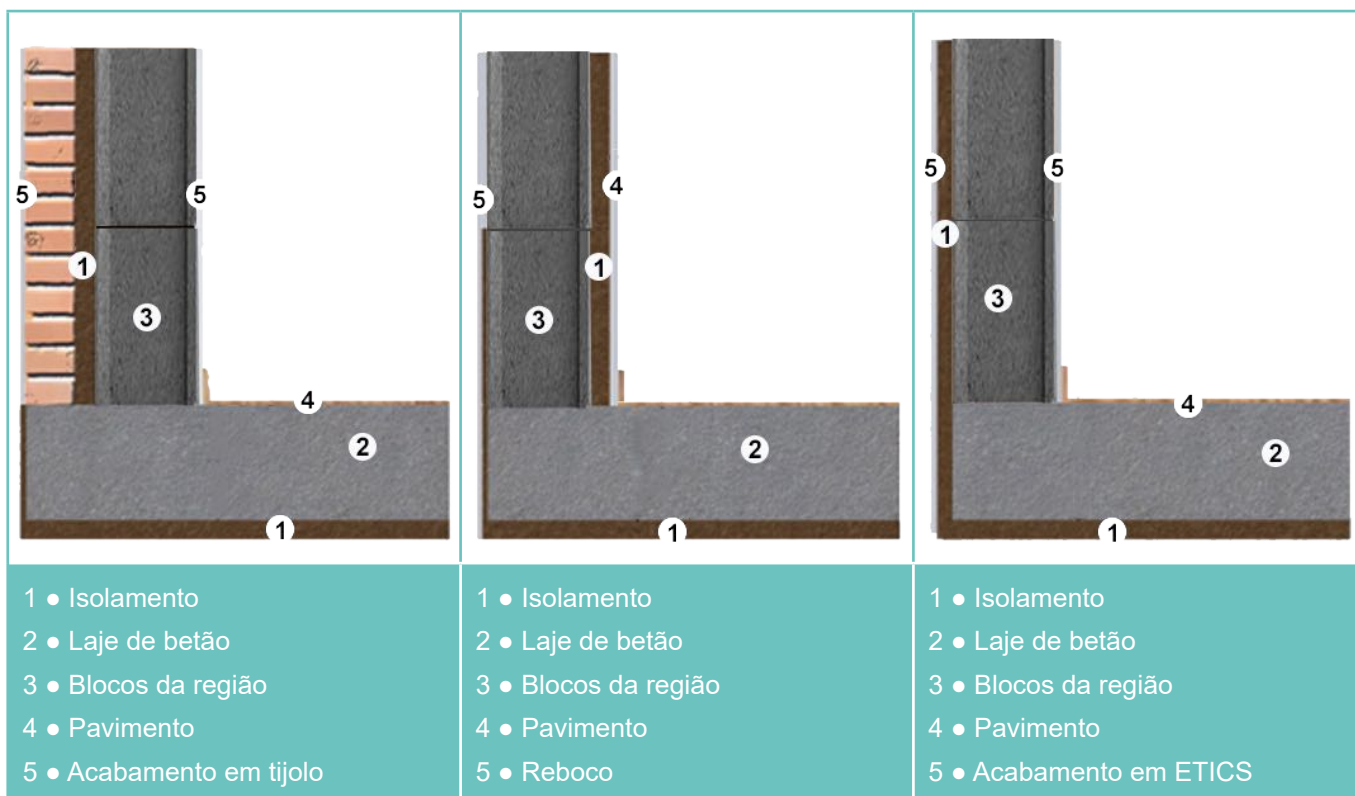 5
5
1
3
4
2
1
5
4
1
3
2
1
5
5
1
3
4
2
1
1 ● Isolamento
2 ● Laje de betão
3 ● Blocos da região
4 ● Pavimento
5 ● Acabamento em tijolo
1 ● Isolamento
2 ● Laje de betão
3 ● Blocos da região
4 ● Pavimento
5 ● Reboco
1 ● Isolamento
2 ● Laje de betão
3 ● Blocos da região
4 ● Pavimento
5 ● Acabamento em ETICS